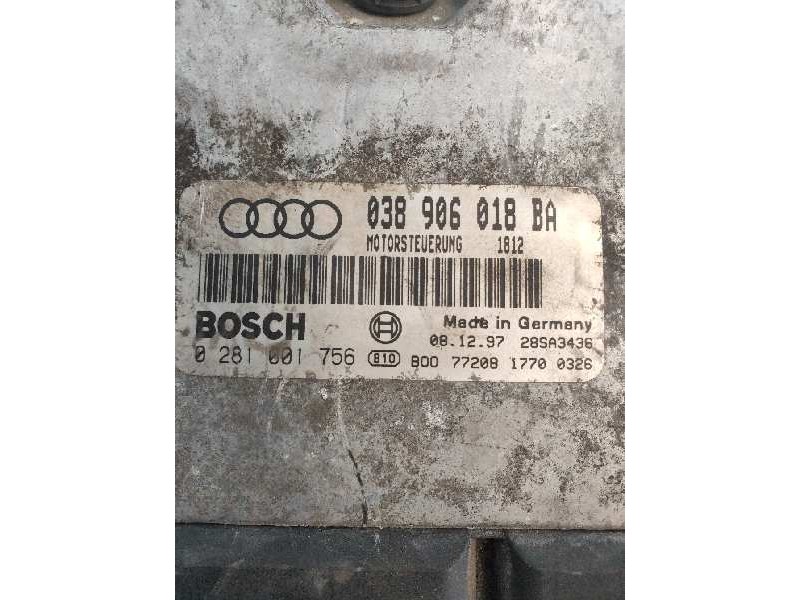 038 906 018 BA
MOTORSTEUERUNG 1812
BOSCH
Made in Germany
08.12.97 28SA3436
0 281 001 756 810 B00 77208 1770 0326